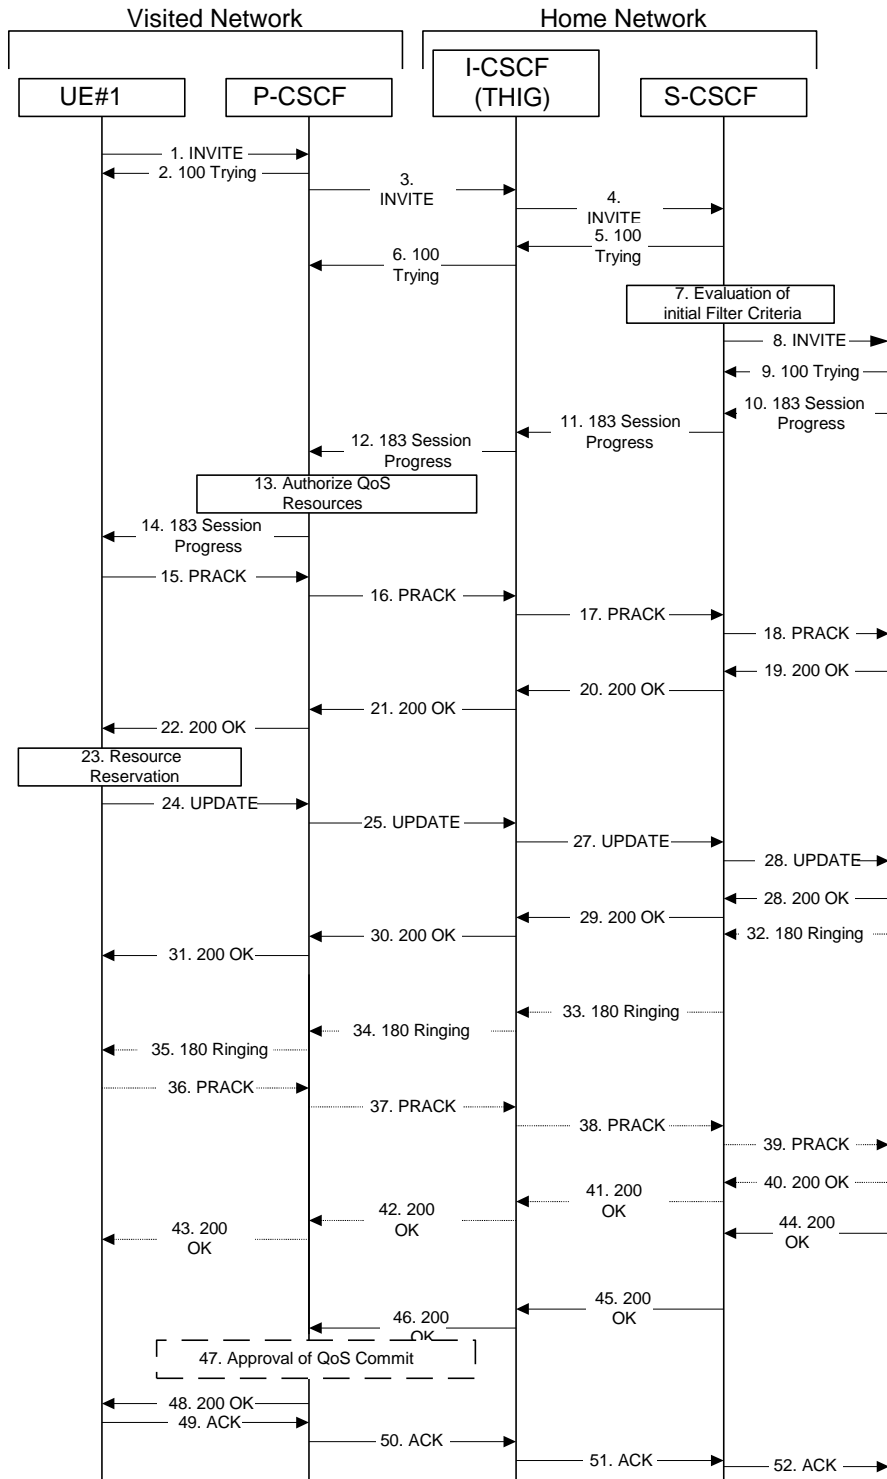 Visited Network
Home Network
UE#1
P-CSCF
I-CSCF
(THIG)
S-CSCF
1. INVITE
2. 100 Trying
3.
INVITE
4.
INVITE
5. 100
Trying
6. 100
Trying
7. Evaluation of
initial Filter Criteria
8. INVITE
9. 100 Trying
10. 183 Session
Progress
11. 183 Session
Progress
12. 183 Session
Progress
13. Authorize QoS
Resources
14. 183 Session
Progress
15. PRACK
16. PRACK
17. PRACK
18. PRACK
19. 200 OK
20. 200 OK
21. 200 OK
22. 200 OK
23. Resource
Reservation
24. UPDATE
25. UPDATE
27. UPDATE
28. UPDATE
28. 200 OK
29. 200 OK
30. 200 OK
32. 180 Ringing
31. 200 OK
33. 180 Ringing
34. 180 Ringing
35. 180 Ringing
36. PRACK
37. PRACK
38. PRACK
39. PRACK
40. 200 OK
41. 200
OK
42. 200
OK
43. 200
OK
44. 200
OK
45. 200
OK
46. 200
OK
47. Approval of QoS Commit
48. 200 OK
49. ACK
50. ACK
51. ACK
52. ACK